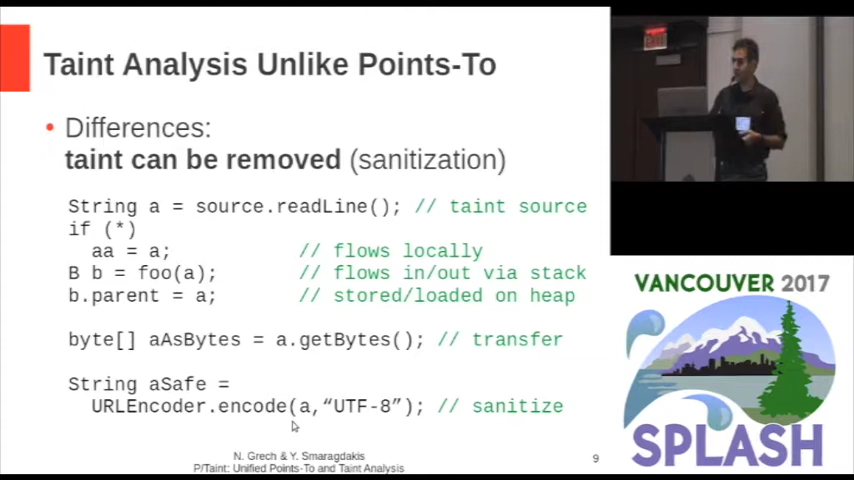 Taint Analysis Unlike Points-To
• Differences:
taint can be removed (sanitization)
String a = source.readLine(); // taint source
if (*)
aa = a; // flows locally
B b = foo(a); // flows in/out via stack
b.parent = a; // stored/loaded on heap
byte[] aAsBytes = a.getBytes(); // transfer
String aSafe =
URLEncoder.encode(a,“UTF-8”); // sanitize
N. Grech & Y. Smaragdakis
P/Taint: Unified Points-To and Taint Analysis
9
EXIT
VANCOUVER 2017
SPLASH